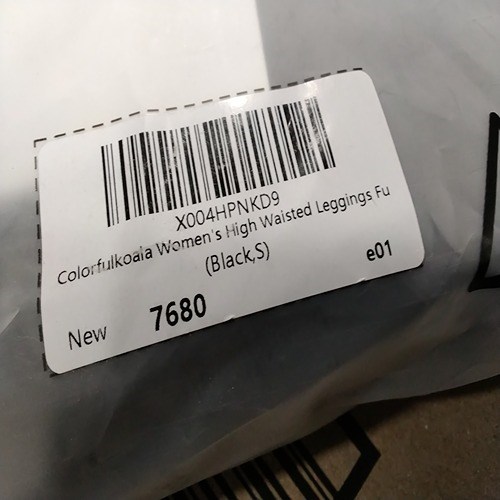 X004HPNKD9
Colorfulkoala Women's High Waisted Leggings Fu
(Black,S)
e01
New
7680